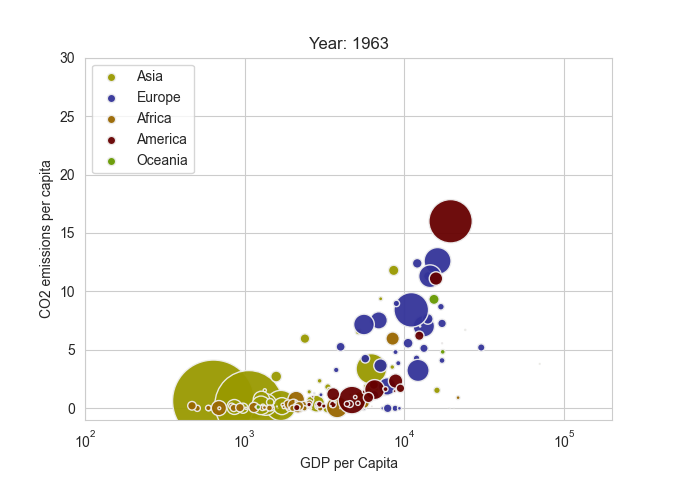 Year: 1963
30
25
20
15
10
5
0
CO2 emissions per capita
Asia
Europe
Africa
America
Oceania
10²
10³
10⁴
10⁵
GDP per Capita